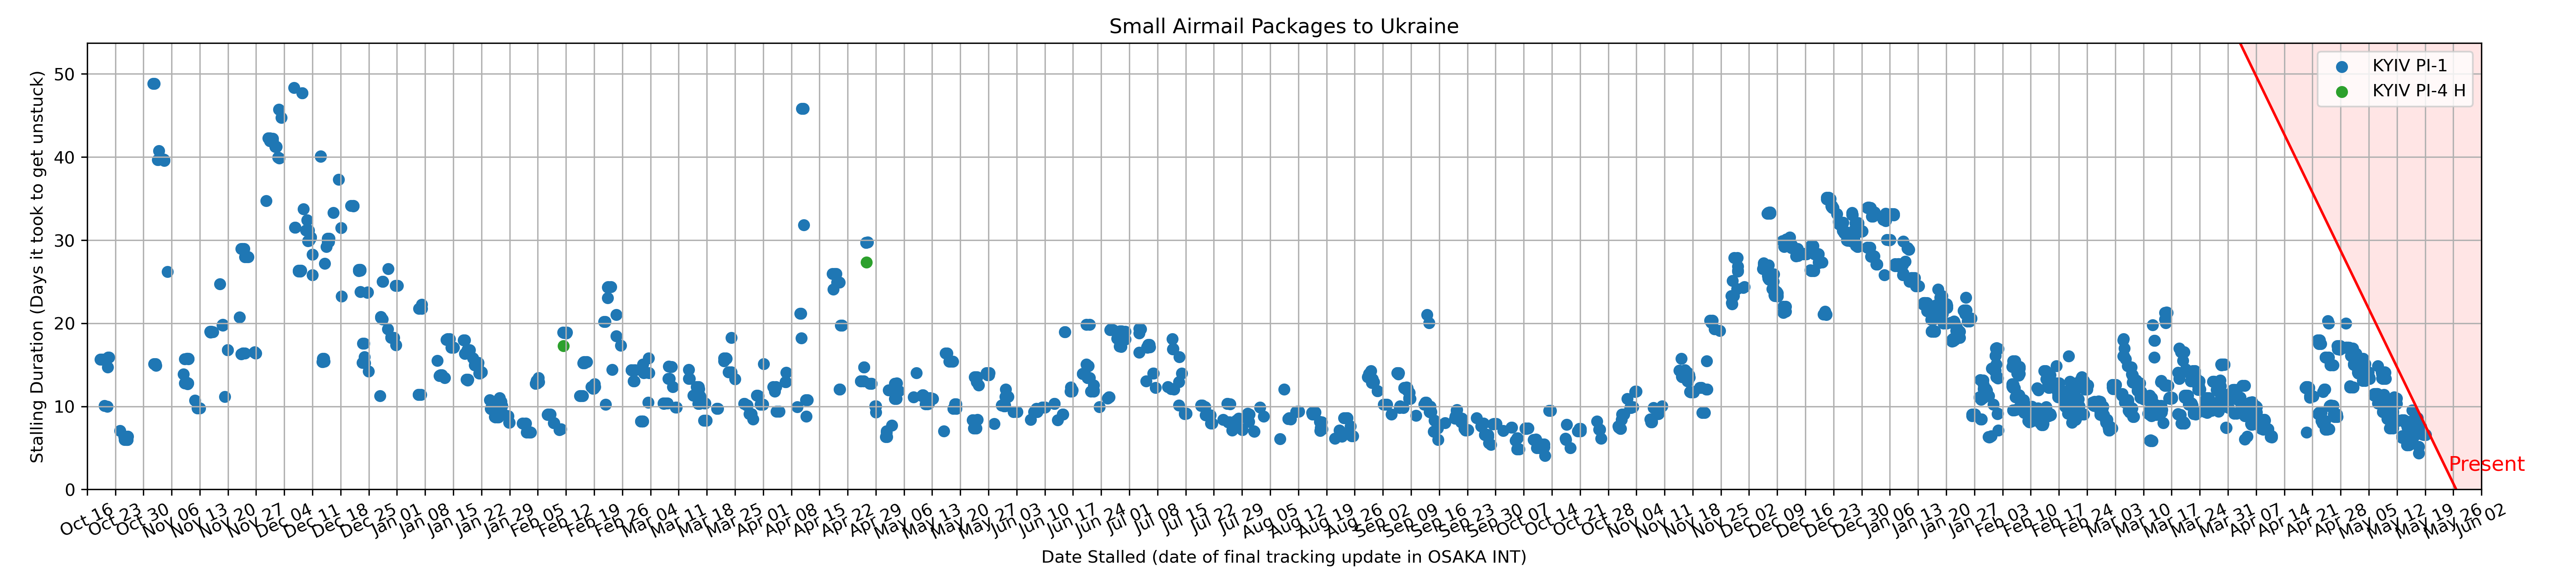 Small Airmail Packages to Ukraine
KYIV PI-1
KYIV PI-4 H
Stalling Duration (Days it took to get unstuck)
50
40
30
20
10
0
Present
Oct 16
Oct 23
Oct 30
Nov 06
Nov 13
Nov 20
Nov 27
Dec 04
Dec 11
Dec 18
Dec 25
Jan 01
Jan 08
Jan 15
Jan 22
Jan 29
Feb 05
Feb 12
Feb 19
Feb 26
Mar 04
Mar 11
Mar 18
Mar 25
Apr 01
Apr 08
Apr 15
Apr 22
Apr 29
May 06
May 13
May 20
May 27
Jun 03
Jun 10
Jun 17
Jun 24
Jul 01
Jul 08
Jul 15
Jul 22
Jul 29
Aug 05
Aug 12
Aug 19
Aug 26
Sep 02
Sep 09
Sep 16
Sep 23
Sep 30
Oct 07
Oct 14
Oct 21
Oct 28
Nov 04
Nov 11
Nov 18
Nov 25
Dec 02
Dec 09
Dec 16
Dec 23
Dec 30
Jan 06
Jan 13
Jan 20
Jan 27
Feb 03
Feb 10
Feb 17
Feb 24
Mar 03
Mar 10
Mar 17
Mar 24
Mar 31
Apr 07
Apr 14
Apr 21
Apr 28
May 05
May 12
May 19
May 26
Jun 02
Date Stalled (date of final tracking update in OSAKA INT)